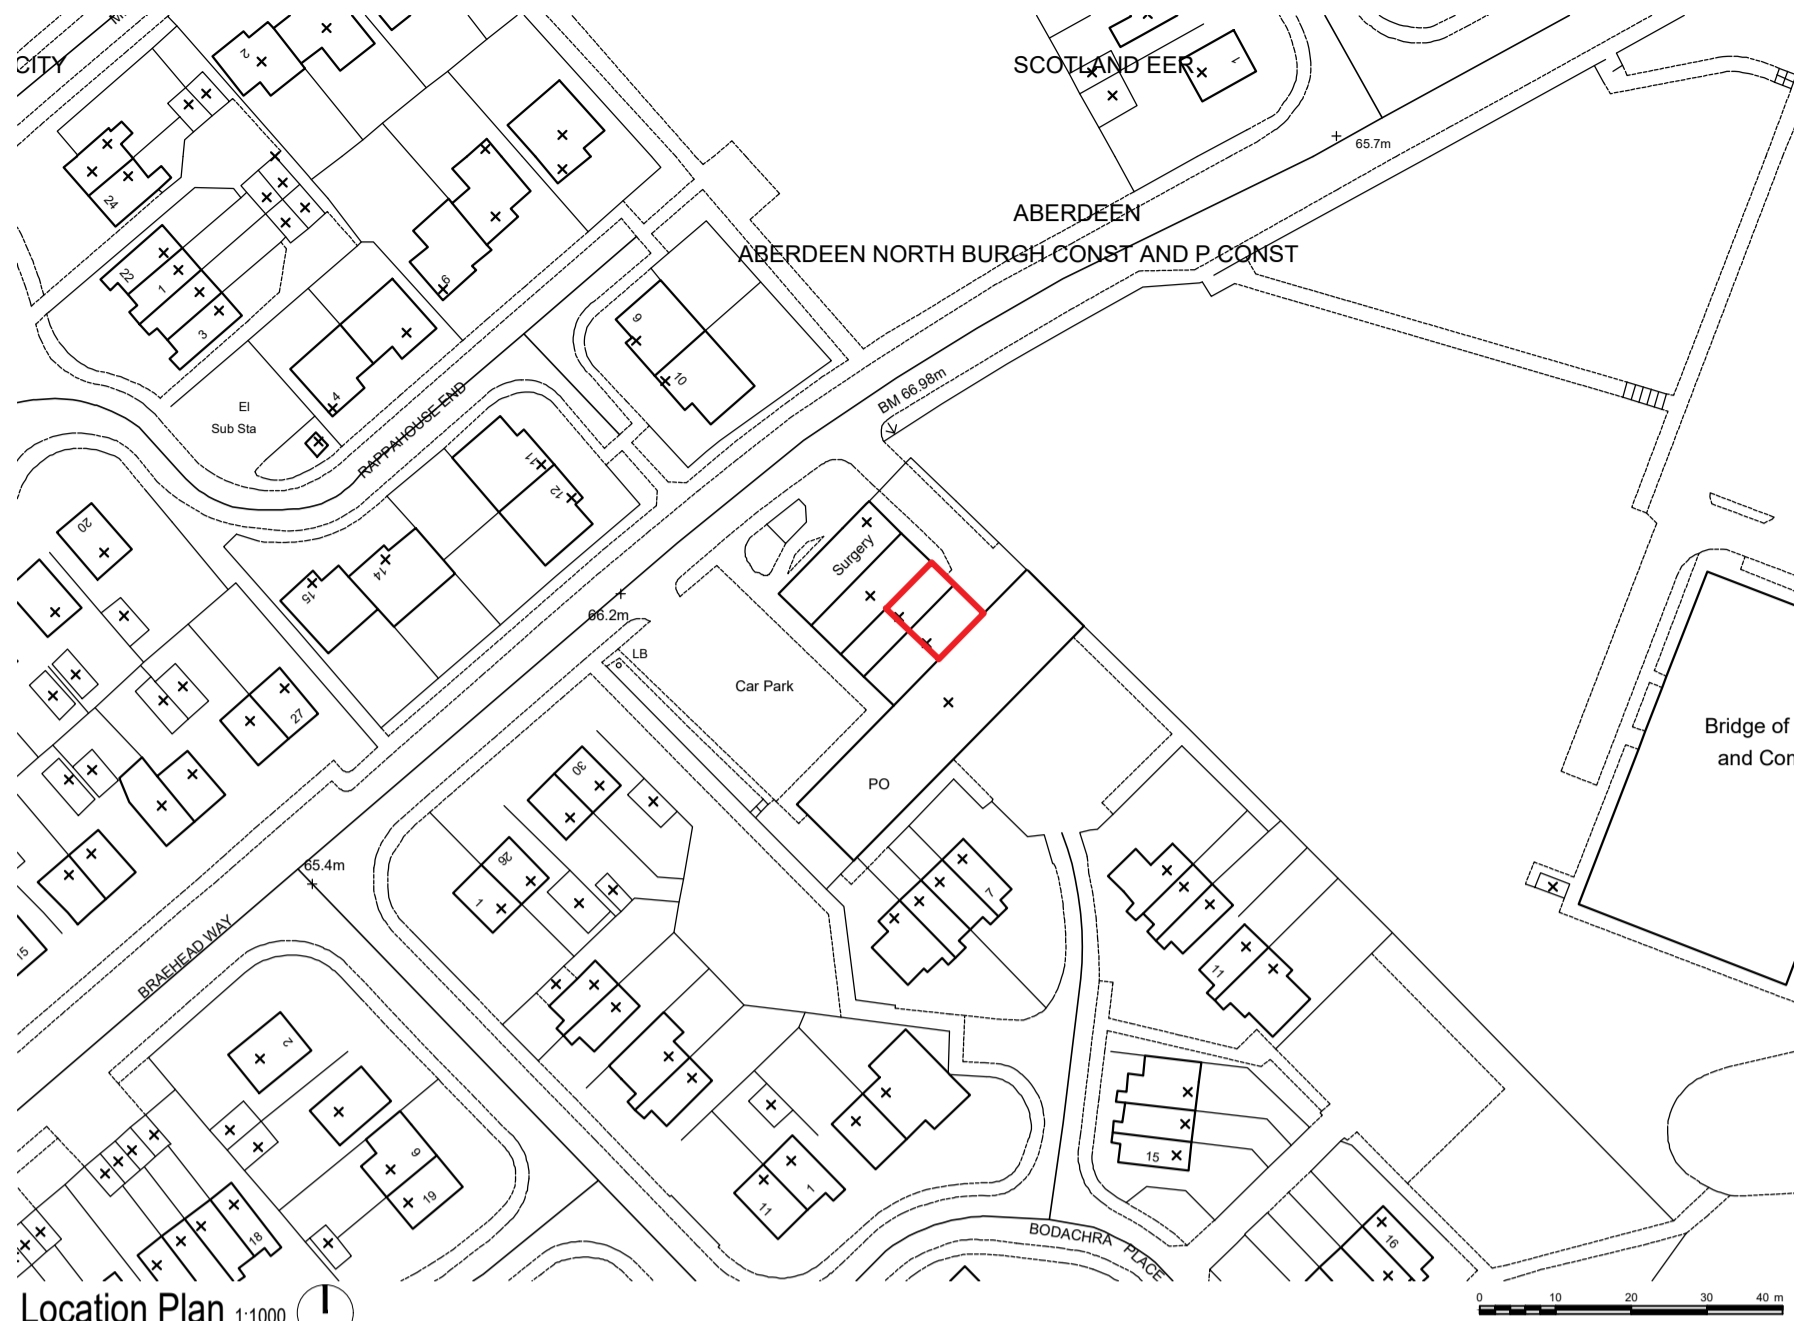 CITY
SCOTLAND EER
2
1
65.7m
24
ABERDEEN
ABERDEEN NORTH BURGH CONST AND P CONST
22
1
3
6
9
10
4
BM 66.98m
El
Sub Sta
RAPPAHOUSE END
11
12
20
Surgery
14
15
66.2m
LB
Car Park
27
Bridge of
and Con
30
PO
26
1
7
65.4m
15
BRAEHEAD WAY
11
2
15
9
19
1
11
18
BODACHRA PLACE
16
Location Plan 1:1000
0 10 20 30 40 m